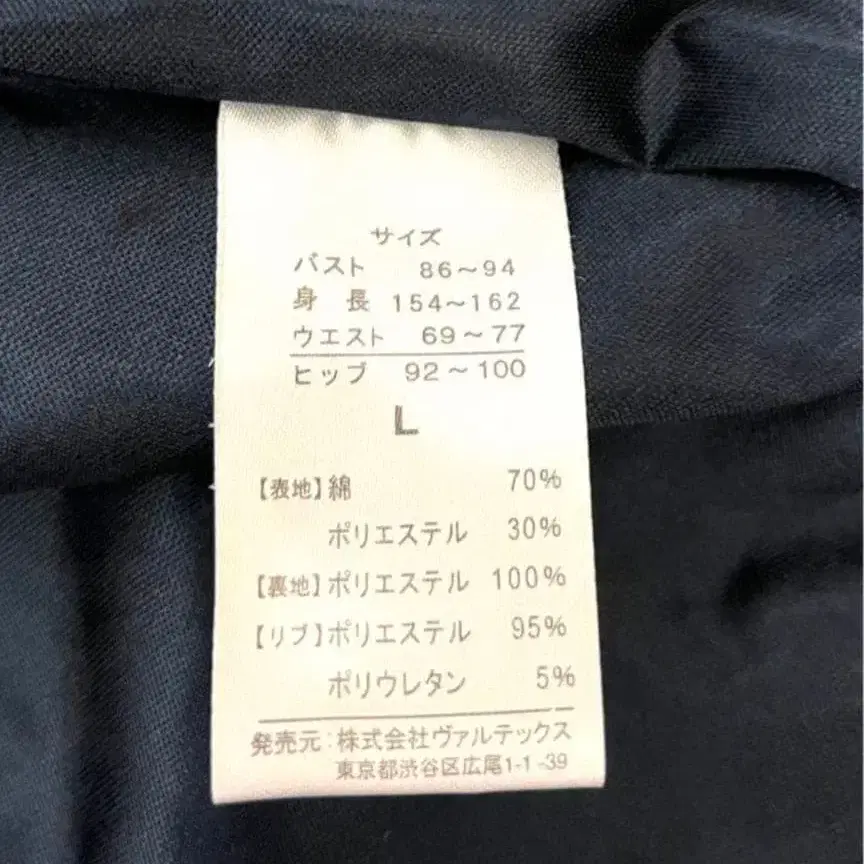 サイズ
バスト 86～94
身 長 154～162
ウエスト 69～77
ヒップ 92～100
L
【表地】綿 70%
ポリエステル 30%
【裏地】ポリエステル 100%
【リブ】ポリエステル 95%
ポリウレタン 5%
発売元：株式会社ヴァルテックス
東京都渋谷区広尾1-1-39